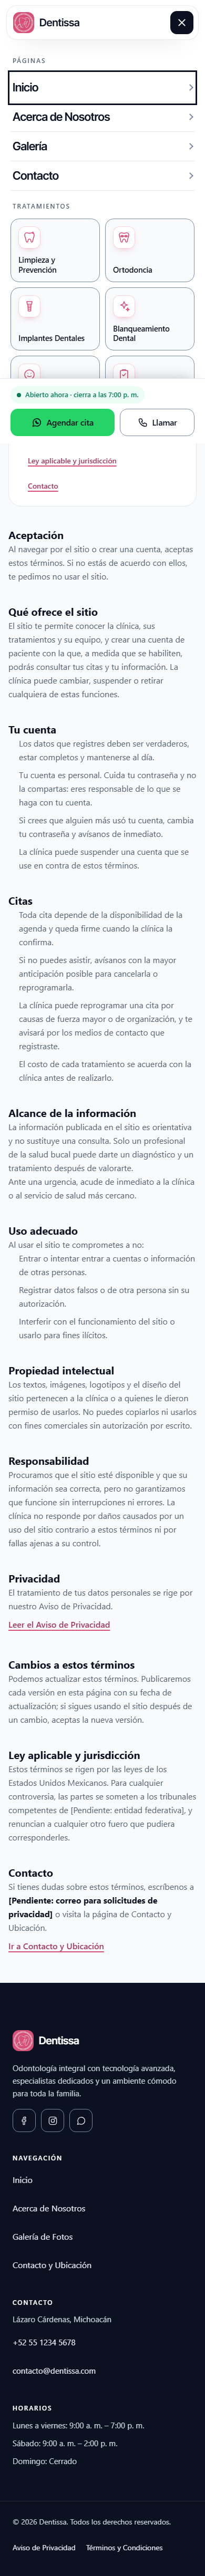 Dentissa
PÁGINAS
Inicio
Acerca de Nosotros
Galería
Contacto
TRATAMIENTOS
Limpieza y
Prevención
Ortodoncia
Implantes Dentales
Blanqueamiento
Dental
Abierto ahora · cierra a las 7:00 p. m.
Agendar cita
Llamar
Ley aplicable y jurisdicción
Contacto
Aceptación
Al navegar por el sitio o crear una cuenta, aceptas
estos términos. Si no estás de acuerdo con ellos,
te pedimos no usar el sitio.
Qué ofrece el sitio
El sitio te permite conocer la clínica, sus
tratamientos y su equipo, y crear una cuenta de
paciente con la que, a medida que se habiliten,
podrás consultar tus citas y tu información. La
clínica puede cambiar, suspender o retirar
cualquiera de estas funciones.
Tu cuenta
Los datos que registres deben ser verdaderos,
estar completos y mantenerse al día.
Tu cuenta es personal. Cuida tu contraseña y no
la compartas: eres responsable de lo que se
haga con tu cuenta.
Si crees que alguien más usó tu cuenta, cambia
tu contraseña y avísanos de inmediato.
La clínica puede suspender una cuenta que se
use en contra de estos términos.
Citas
Toda cita depende de la disponibilidad de la
agenda y queda firme cuando la clínica la
confirma.
Si no puedes asistir, avísanos con la mayor
anticipación posible para cancelarla o
reprogramarla.
La clínica puede reprogramar una cita por
causas de fuerza mayor o de organización, y te
avisará por los medios de contacto que
registraste.
El costo de cada tratamiento se acuerda con la
clínica antes de realizarlo.
Alcance de la información
La información publicada en el sitio es orientativa
y no sustituye una consulta. Solo un profesional
de la salud bucal puede darte un diagnóstico y un
tratamiento después de valorarte.
Ante una urgencia, acude de inmediato a la clínica
o al servicio de salud más cercano.
Uso adecuado
Al usar el sitio te comprometes a no:
Entrar o intentar entrar a cuentas o información
de otras personas.
Registrar datos falsos o de otra persona sin su
autorización.
Interferir con el funcionamiento del sitio o
usarlo para fines ilícitos.
Propiedad intelectual
Los textos, imágenes, logotipos y el diseño del
sitio pertenecen a la clínica o a quienes le dieron
permiso de usarlos. No puedes copiarlos ni usarlos
con fines comerciales sin autorización por escrito.
Responsabilidad
Procuramos que el sitio esté disponible y que su
información sea correcta, pero no garantizamos
que funcione sin interrupciones ni errores. La
clínica no responde por daños causados por un
uso del sitio contrario a estos términos ni por
fallas ajenas a su control.
Privacidad
El tratamiento de tus datos personales se rige por
nuestro Aviso de Privacidad.
Leer el Aviso de Privacidad
Cambios a estos términos
Podemos actualizar estos términos. Publicaremos
cada versión en esta página con su fecha de
actualización; si sigues usando el sitio después de
un cambio, aceptas la nueva versión.
Ley aplicable y jurisdicción
Estos términos se rigen por las leyes de los
Estados Unidos Mexicanos. Para cualquier
controversia, las partes se someten a los tribunales
competentes de [Pendiente: entidad federativa], y
renuncian a cualquier otro fuero que pudiera
corresponderles.
Contacto
Si tienes dudas sobre estos términos, escríbenos a
[Pendiente: correo para solicitudes de
privacidad] o visita la página de Contacto y
Ubicación.
Ir a Contacto y Ubicación
Dentissa
Odontología integral con tecnología avanzada,
especialistas dedicados y un ambiente cómodo
para toda la familia.
NAVEGACIÓN
Inicio
Acerca de Nosotros
Galería de Fotos
Contacto y Ubicación
CONTACTO
Lázaro Cárdenas, Michoacán
+52 55 1234 5678
contacto@dentissa.com
HORARIOS
Lunes a viernes: 9:00 a. m. – 7:00 p. m.
Sábado: 9:00 a. m. – 2:00 p. m.
Domingo: Cerrado
© 2026 Dentissa. Todos los derechos reservados.
Aviso de Privacidad Términos y Condiciones